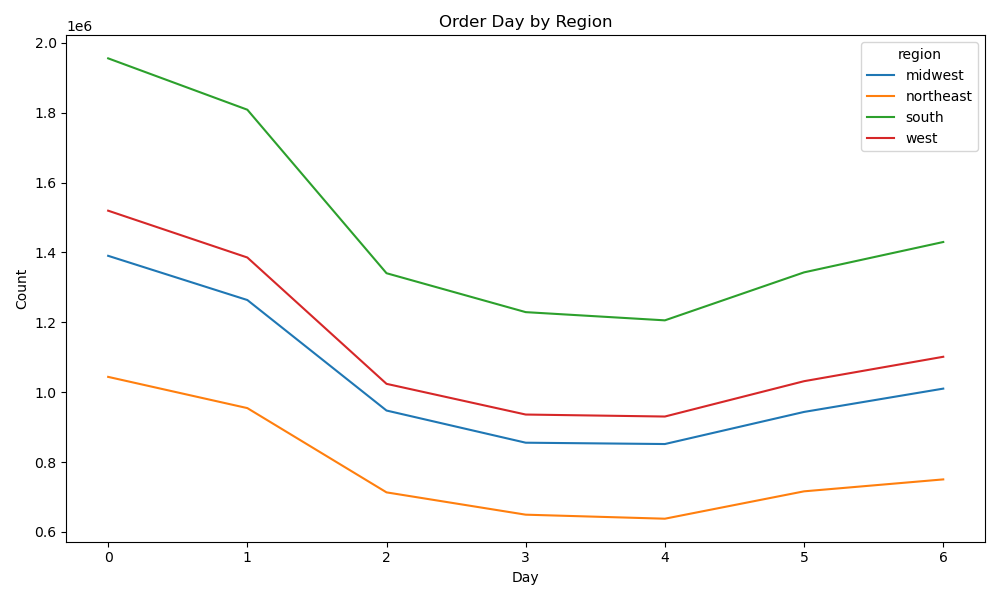 Order Day by Region
1e6
2.0
1.8
1.6
1.4
1.2
1.0
0.8
0.6
Count
0 1 2 3 4 5 6
Day
region
midwest
northeast
south
west